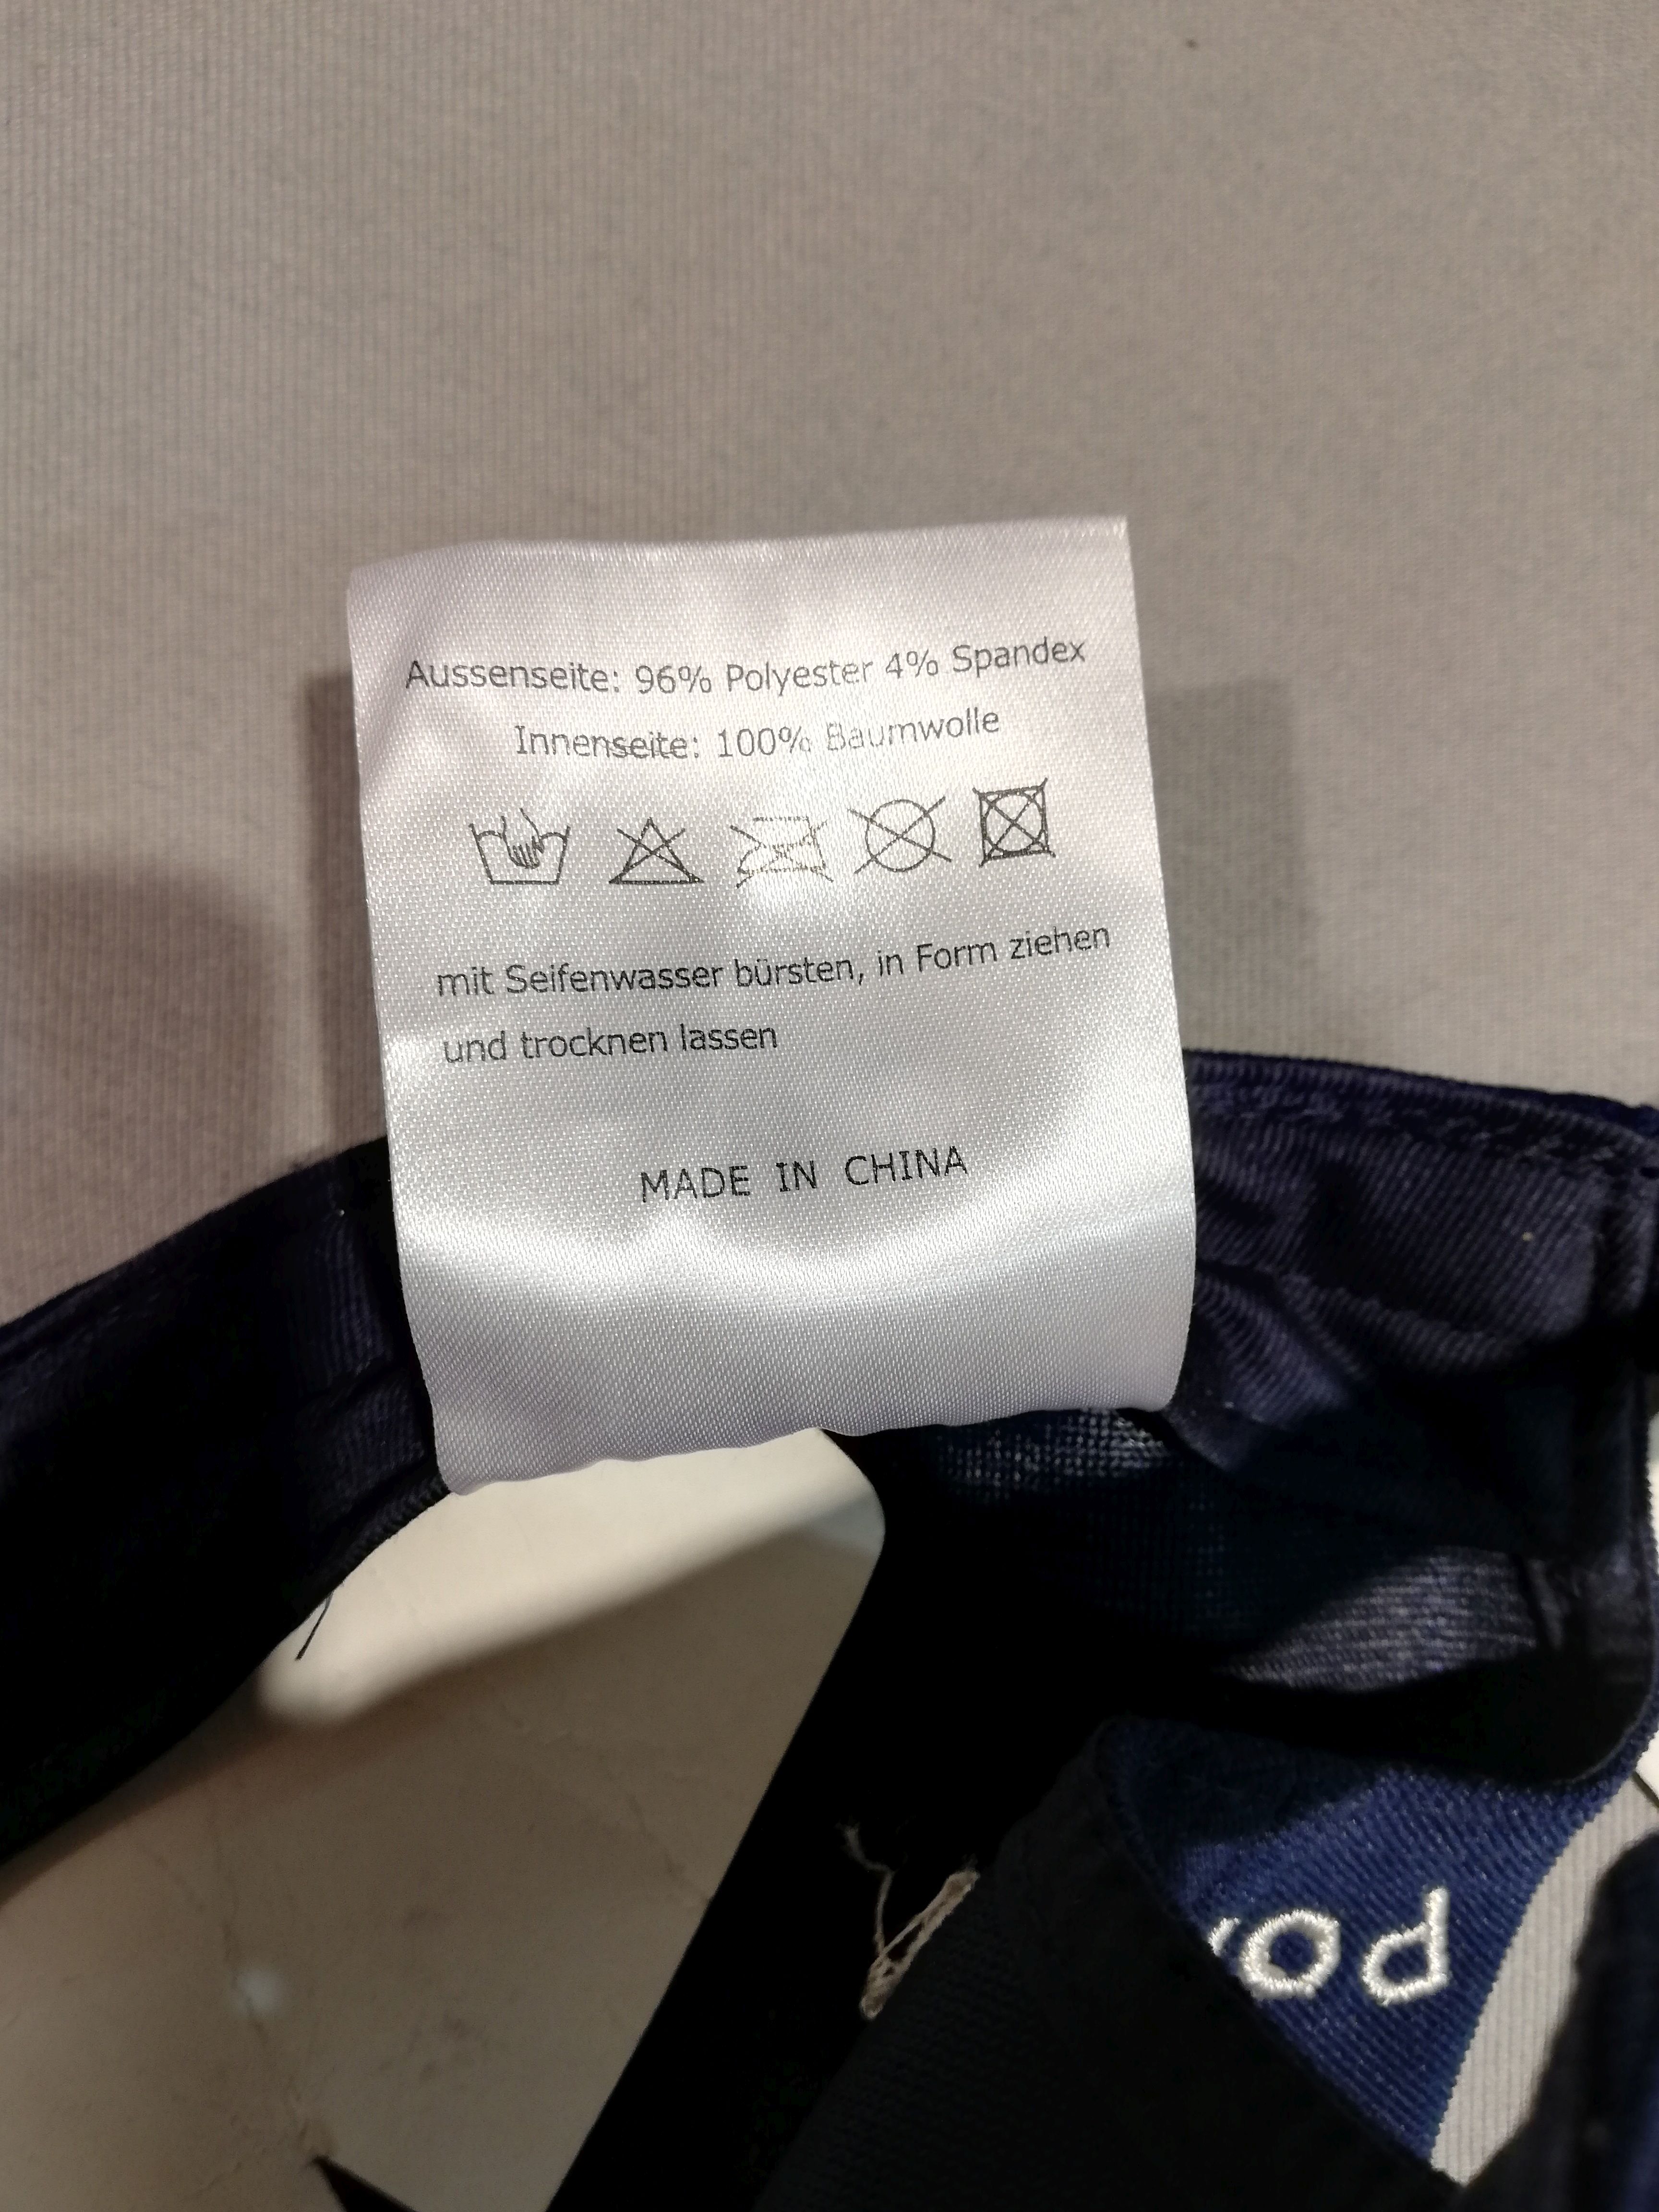 Aussenseite: 96% Polyester 4% Spandex
Innenseite: 100% Baumwolle
mit Seifenwasser bürsten, in Form ziehen
und trocknen lassen
MADE IN CHINA